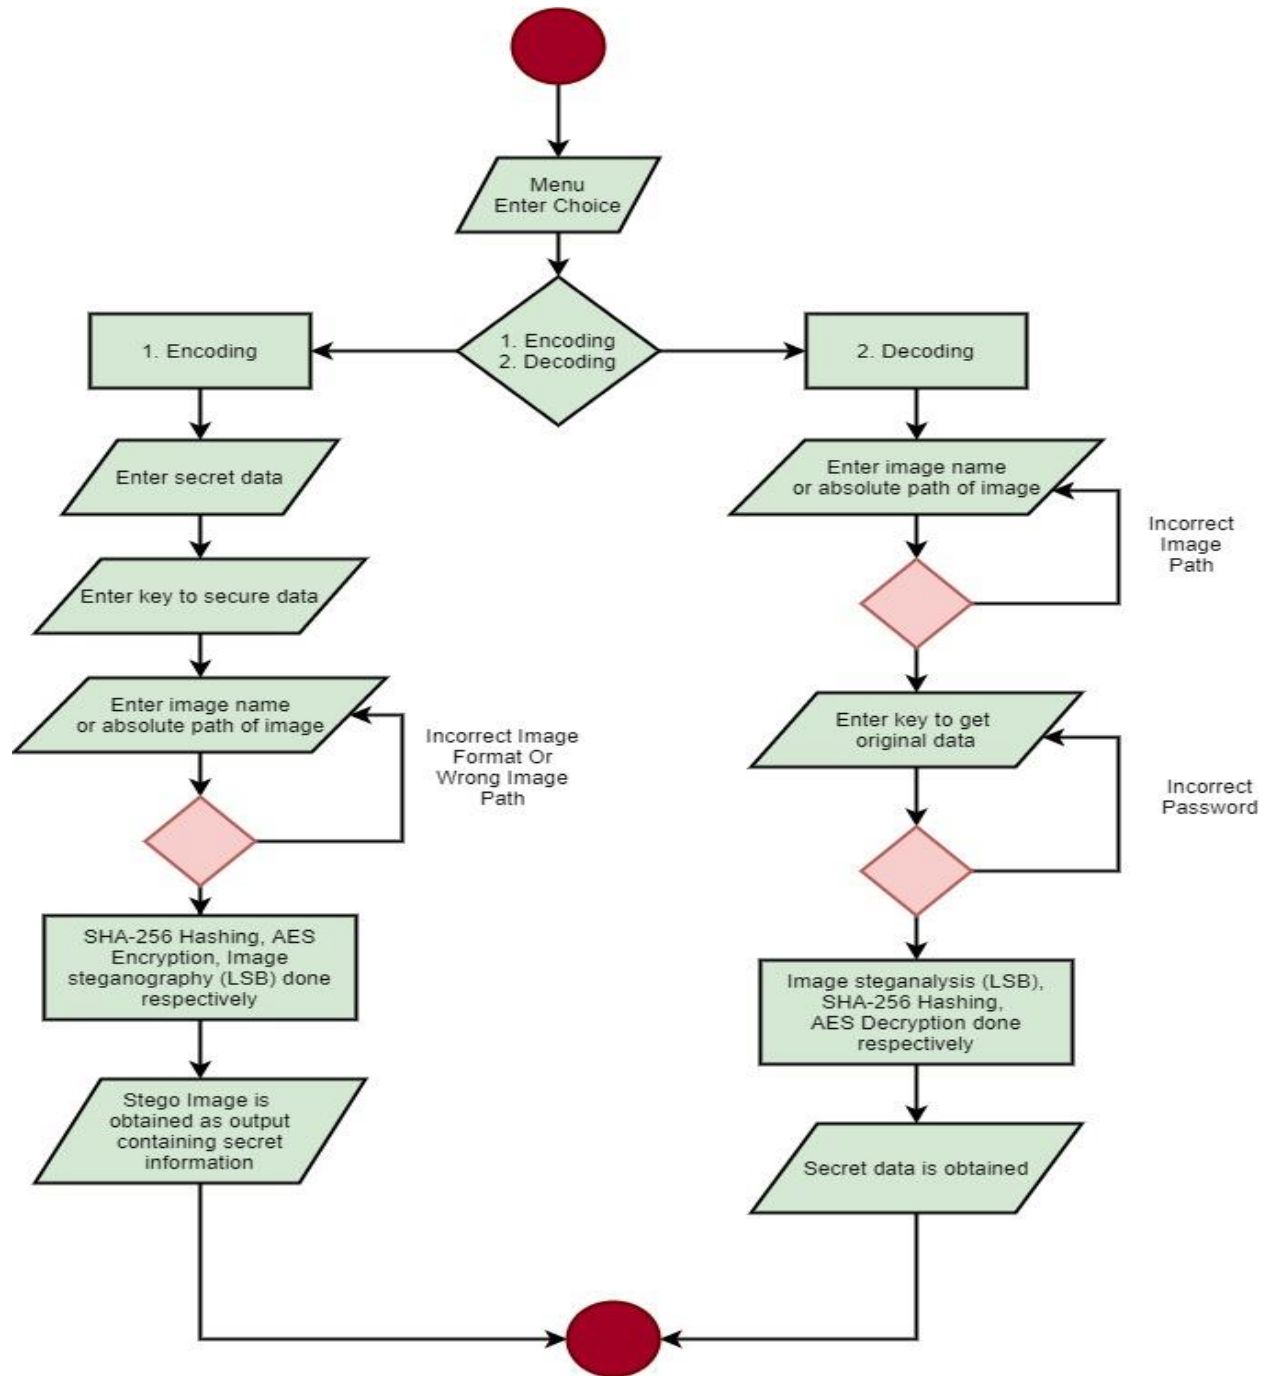 Menu
Enter Choice
1. Encoding
2. Decoding
1. Encoding
2. Decoding
Enter secret data
Enter key to secure data
Enter image name
or absolute path of image
Incorrect Image
Format Or
Wrong Image
Path
SHA-256 Hashing, AES
Encryption, Image
steganography (LSB) done
respectively
Stego Image is
obtained as output
containing secret
information
Enter image name
or absolute path of image
Incorrect
Image
Path
Enter key to get
original data
Incorrect
Password
Image steganalysis (LSB),
SHA-256 Hashing,
AES Decryption done
respectively
Secret data is obtained